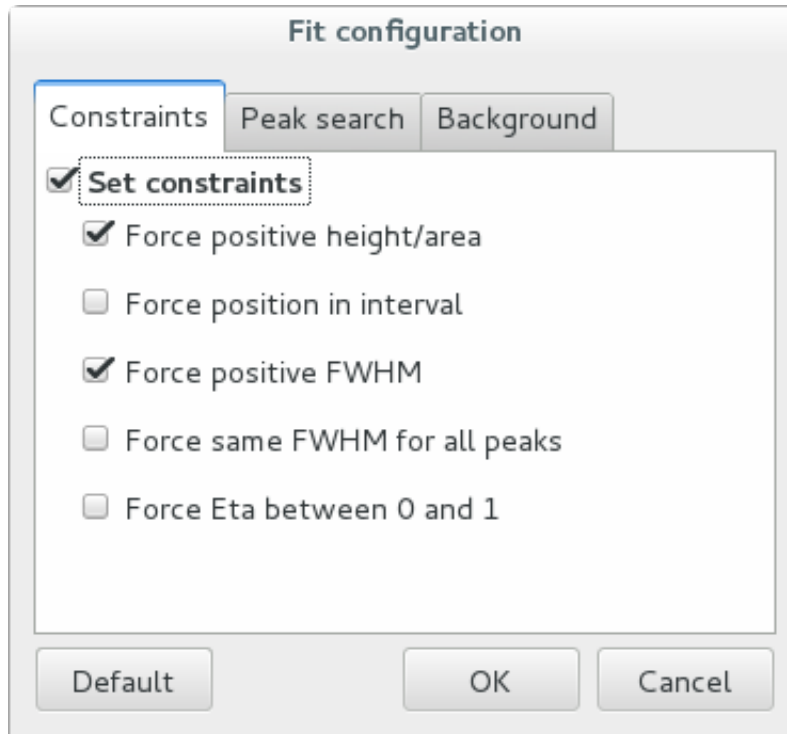 Fit configuration
Constraints Peak search Background
Set constraints
Force positive height/area
Force position in interval
Force positive FWHM
Force same FWHM for all peaks
Force Eta between 0 and 1
Default OK Cancel